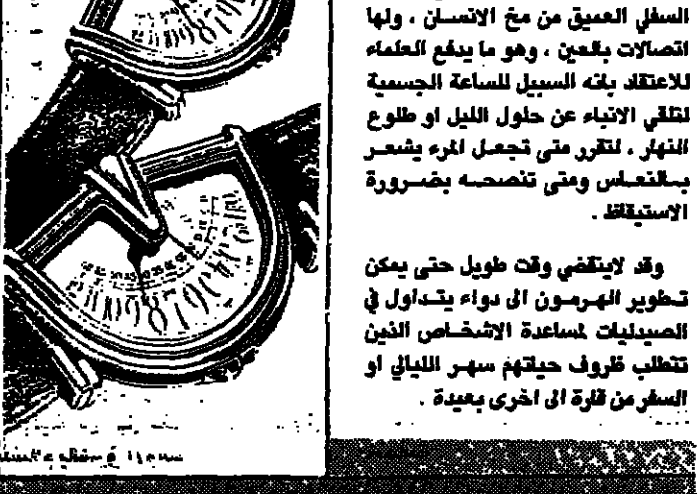 السفلي العميق من مخ الانسان ، ولها
اتصالات بالعين ، وهو ما يدفع العلماء
للاعتقاد بانه السبيل للساعة الجسمية
لتلقي الانباء عن حلول الليل او طلوع
النهار ، لتقرر متى تجعل المرء يشعر
بالنعاس ومتى تنصحه بضرورة
الاستيقاظ .
وقد لاينقضي وقت طويل حتى يمكن
تطوير الهرمون الى دواء يتداول في
الصيدليات لمساعدة الاشخاص الذين
تتطلب ظروف حياتهم سهر الليالي او
السفر من قارة الى اخرى بعيدة .